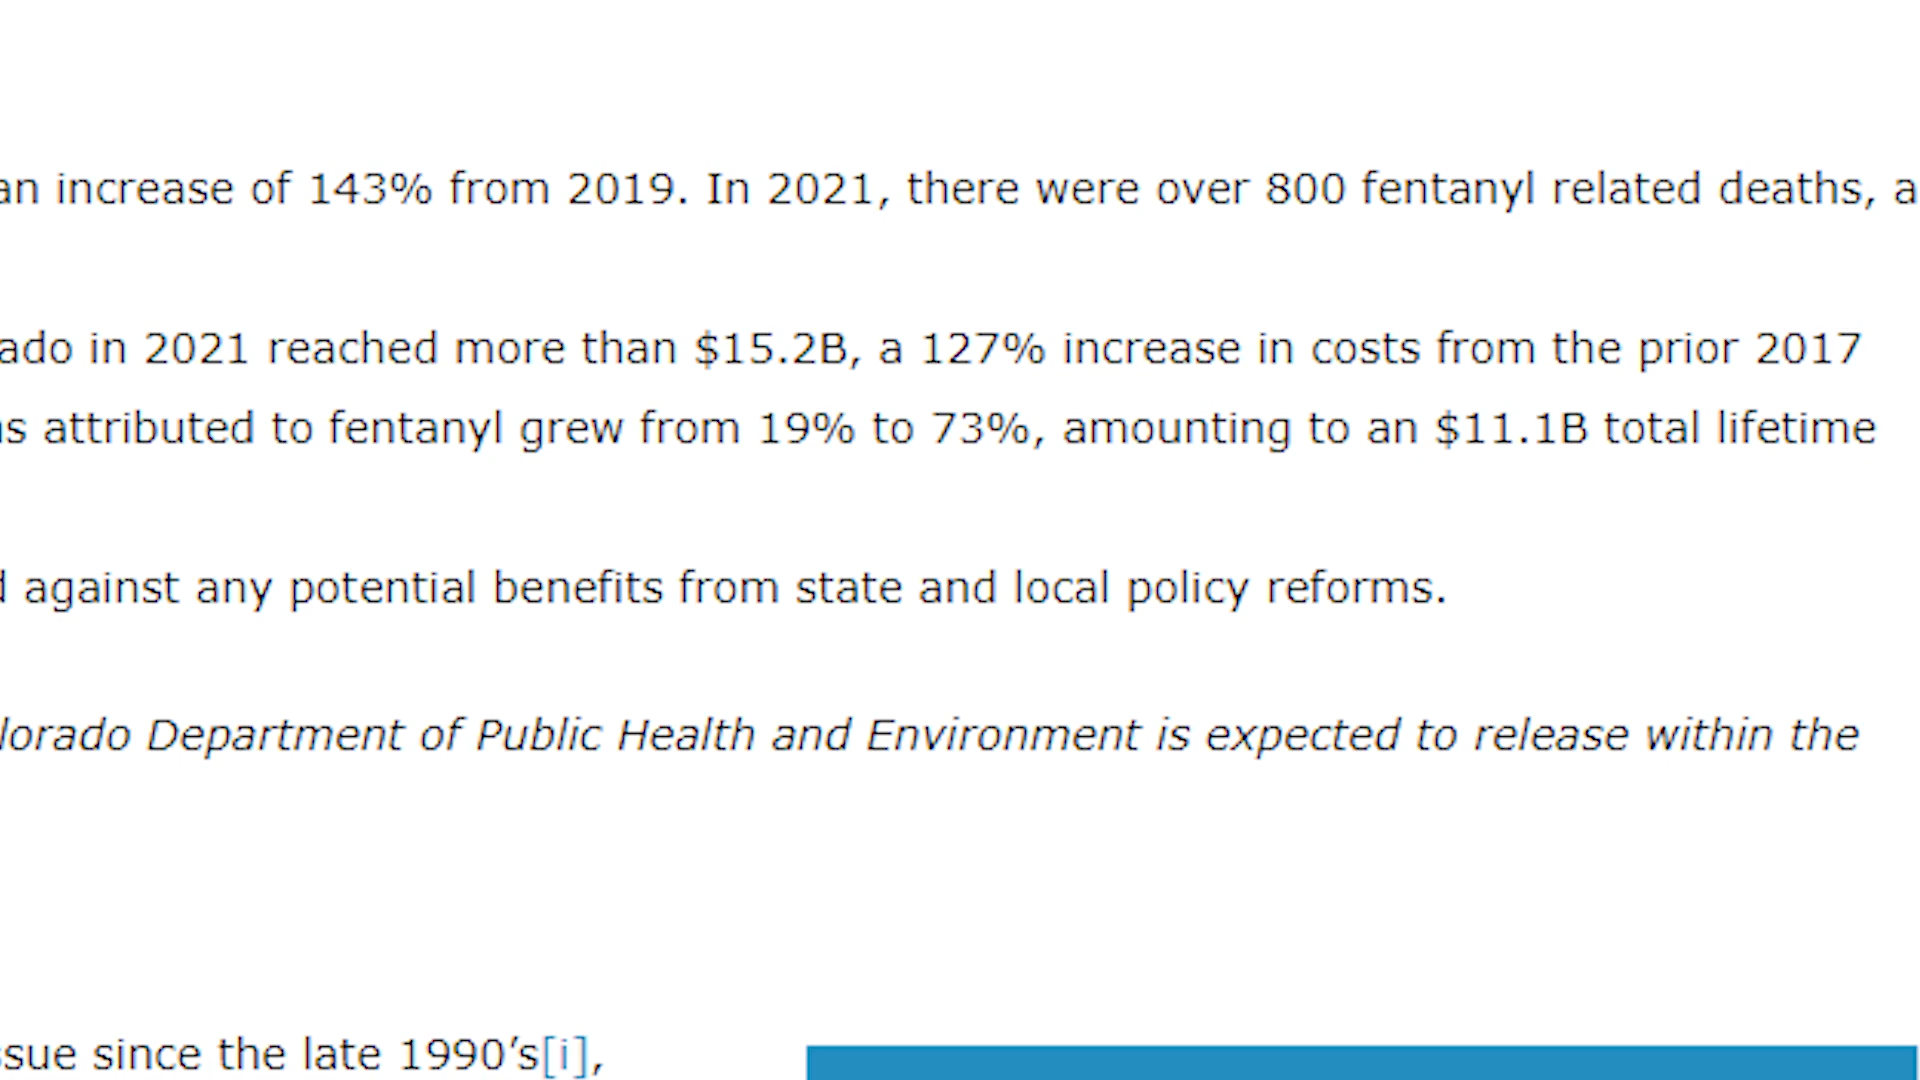 an increase of 143% from 2019. In 2021, there were over 800 fentanyl related deaths, a
ado in 2021 reached more than $15.2B, a 127% increase in costs from the prior 2017
s attributed to fentanyl grew from 19% to 73%, amounting to an $11.1B total lifetime
d against any potential benefits from state and local policy reforms.
lorado Department of Public Health and Environment is expected to release within the
ssue since the late 1990’s[i],